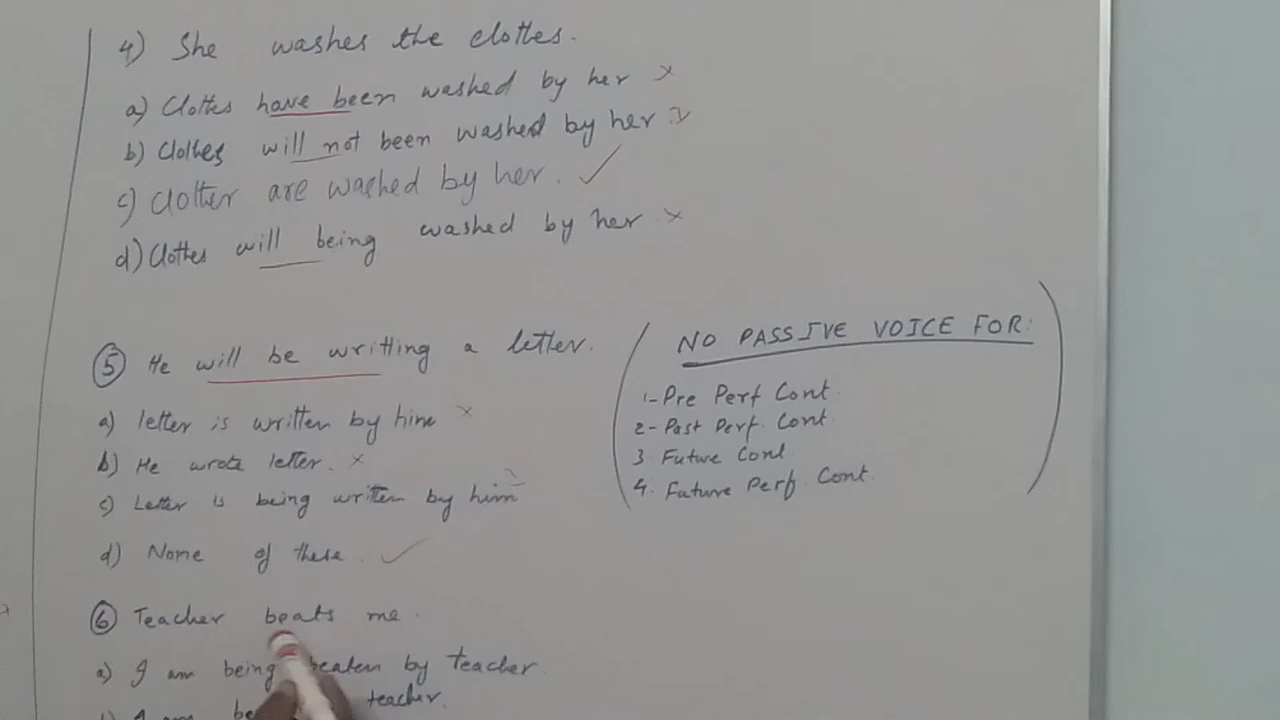 4) She washes the clothes.
a) Clothes have been washed by her ×
b) Clothes will not been washed by her
c) Clothes are washed by her. ✓
d) Clothes will being washed by her ×
5 He will be writting a letter.
a) letter is written by him ×
b) He wrote letter. ×
c) Letter is being written by him
d) None of these. ✓
6 Teacher beats me.
a) I am being beaten by teacher
I am teacher.
NO PASSIVE VOICE FOR:
1- Pre Perf Cont
2- Past Perf. Cont
3 Future Cont
4. Future Perf. Cont.